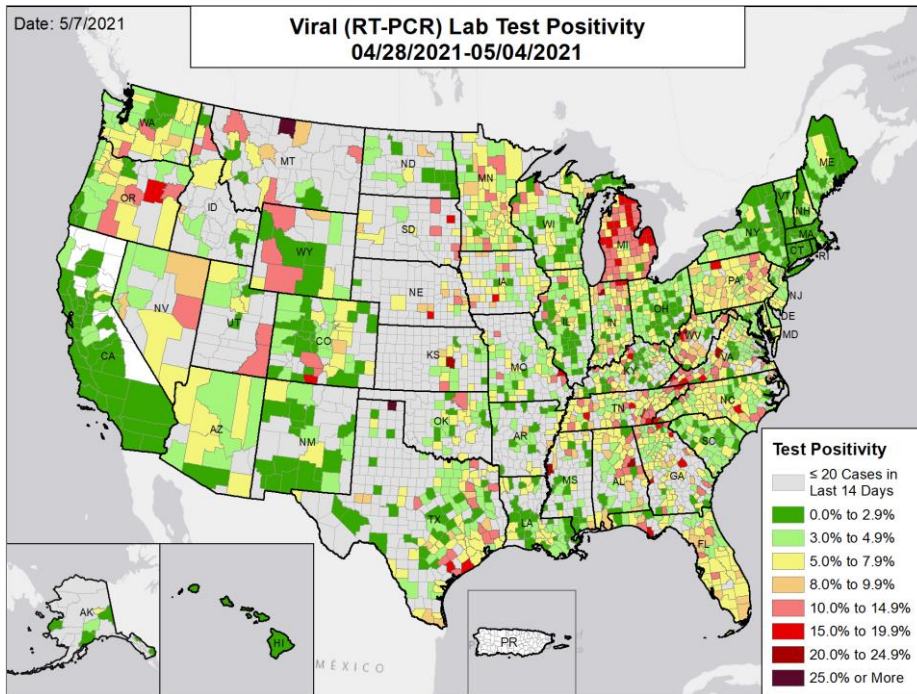 Date: 5/7/2021
Viral (RT-PCR) Lab Test Positivity
04/28/2021-05/04/2021
WA
MT
ND
MN
ME
OR
ID
SD
WI
MI
VT
NH
NY
MA
CT
RI
WY
IA
PA
NJ
NE
NV
UT
CO
IL
IN
OH
DE
MD
WV
VA
CA
KS
MO
KY
NC
TN
AZ
NM
OK
AR
SC
MS
AL
GA
TX
LA
FL
AK
HI
MÉXICO
PR
Test Positivity
≤ 20 Cases in
Last 14 Days
0.0% to 2.9%
3.0% to 4.9%
5.0% to 7.9%
8.0% to 9.9%
10.0% to 14.9%
15.0% to 19.9%
20.0% to 24.9%
25.0% or More